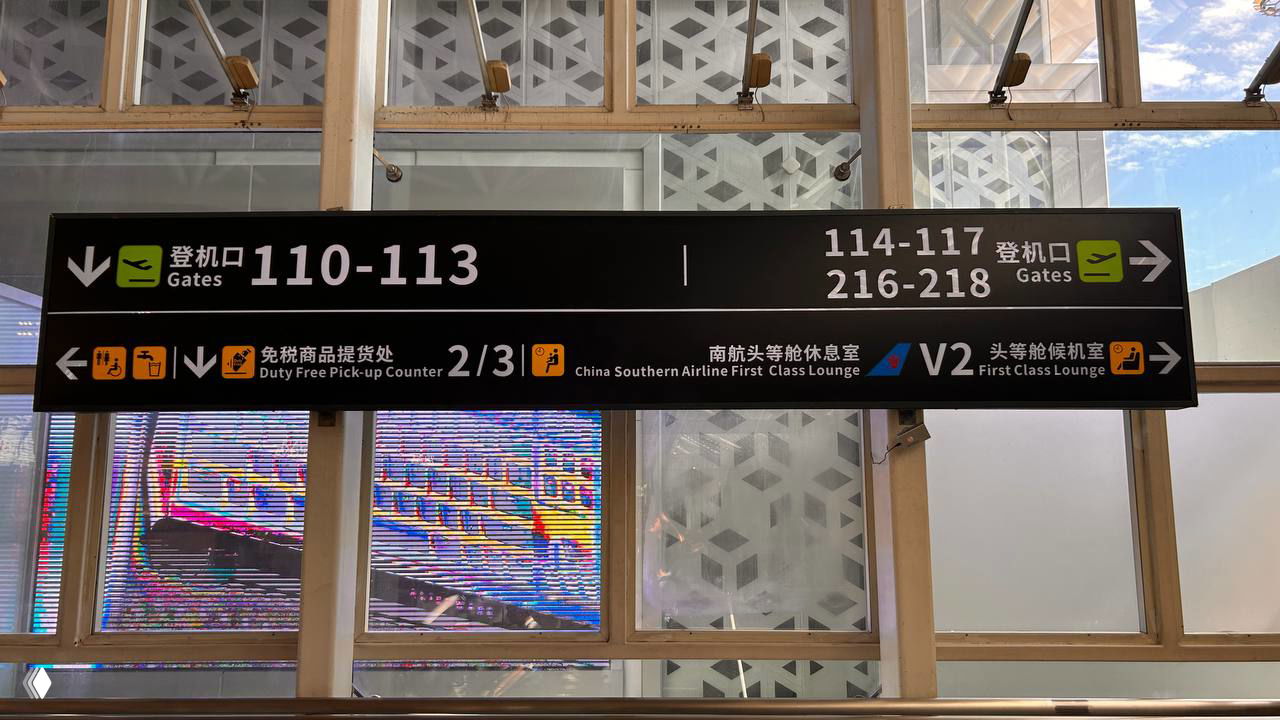 登机口 110-113
Gates
114-117 登机口
216-218 Gates
免税商品提货处 2/3
Duty Free Pick-up Counter
南航头等舱休息室 V2 头等舱候机室
China Southern Airline First Class Lounge First Class Lounge